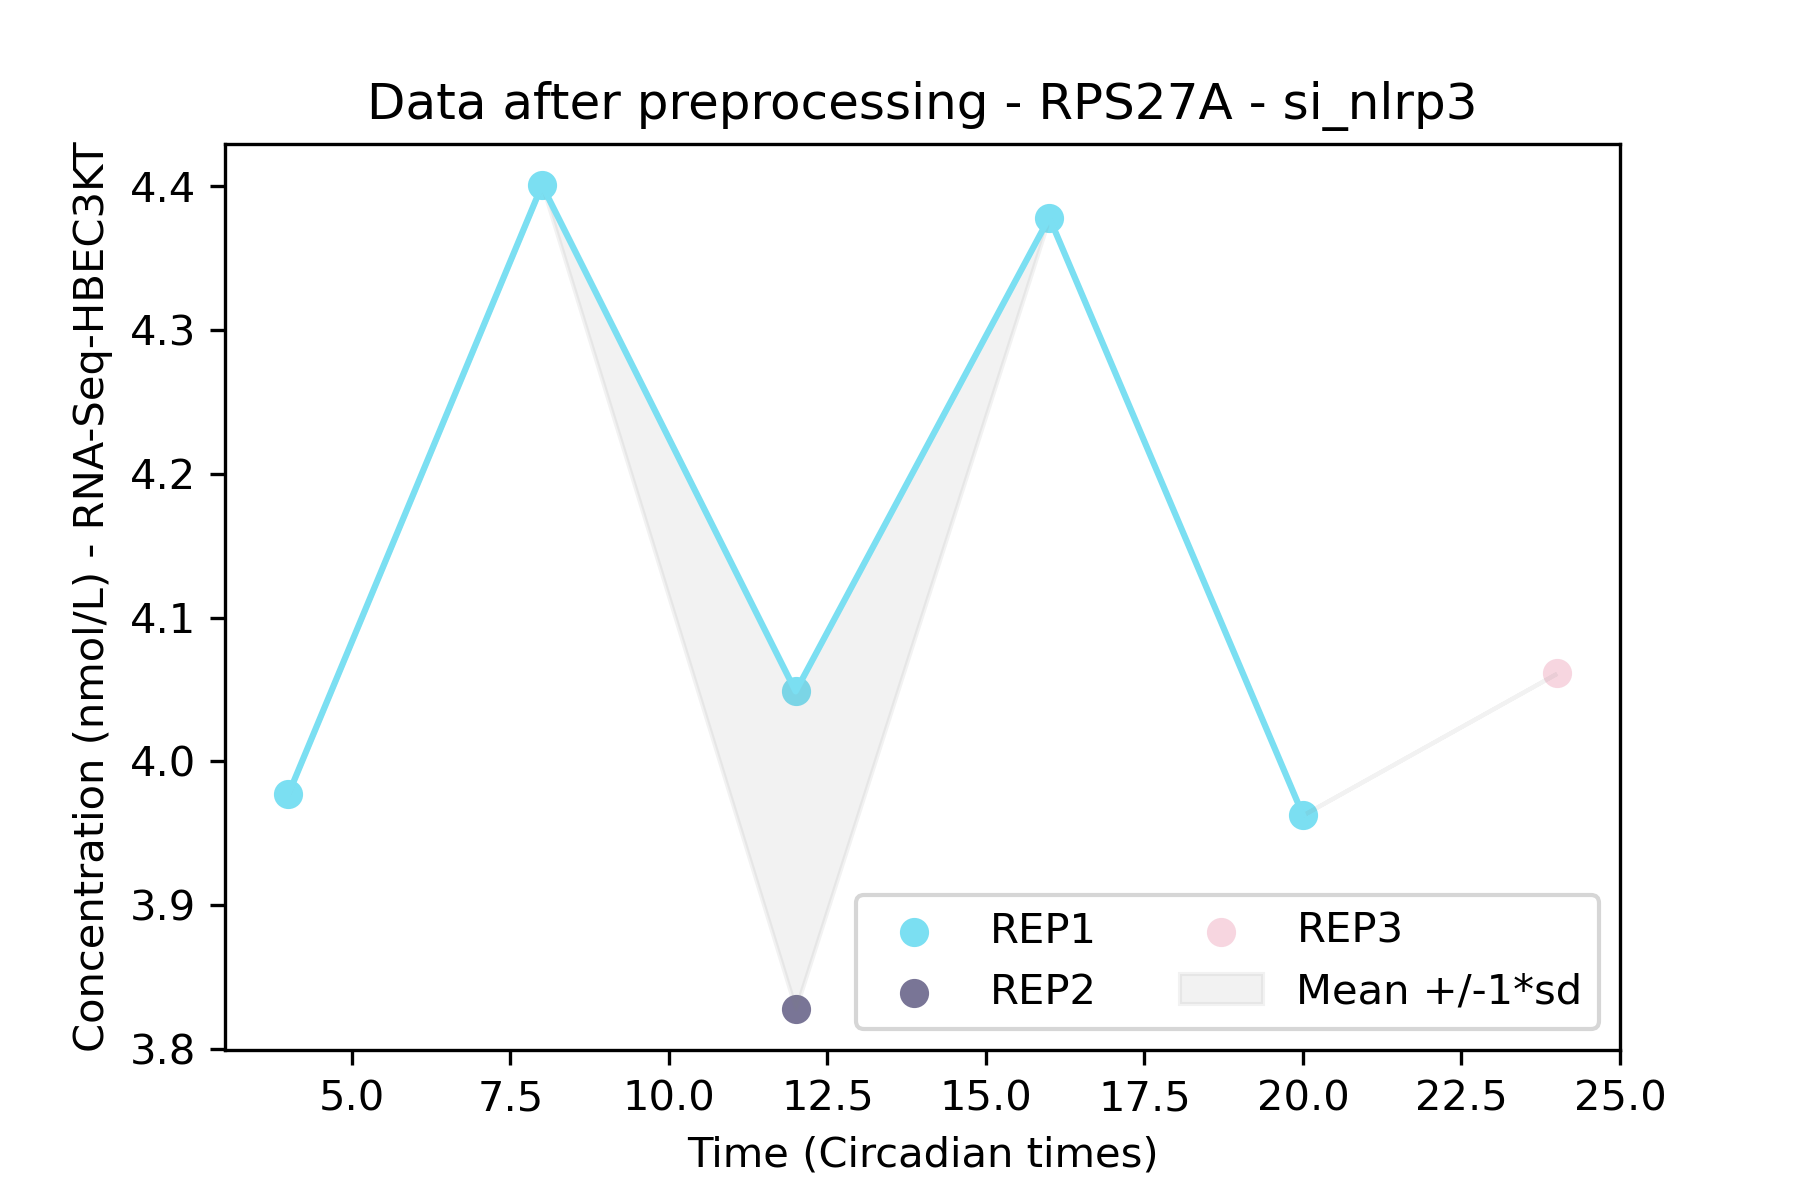 Data after preprocessing - RPS27A - si_nlrp3
Concentration (nmol/L) - RNA-Seq-HBEC3KT
4.4
4.3
4.2
4.1
4.0
3.9
3.8
REP1
REP2
REP3
Mean +/-1*sd
5.0 7.5 10.0 12.5 15.0 17.5 20.0 22.5 25.0
Time (Circadian times)